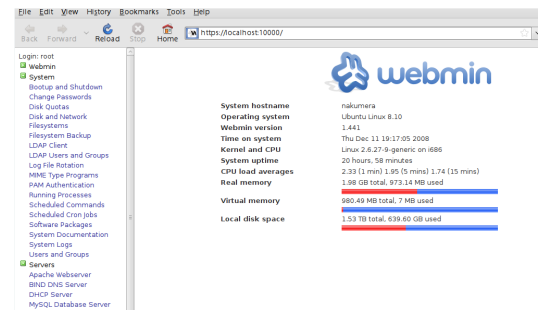 File Edit View History Bookmarks Tools Help
Back Forward Reload Stop Home https://localhost:10000/
Login: root
Webmin
System
Bootup and Shutdown
Change Passwords
Disk Quotas
Disk and Network
Filesystems
Filesystem Backup
LDAP Client
LDAP Users and Groups
Log File Rotation
MIME Type Programs
PAM Authentication
Running Processes
Scheduled Commands
Scheduled Cron Jobs
Software Packages
System Documentation
System Logs
Users and Groups
Servers
Apache Webserver
BIND DNS Server
DHCP Server
MySQL Database Server
webmin
System hostname nakumera
Operating system Ubuntu Linux 8.10
Webmin version 1.441
Time on system Thu Dec 11 19:17:05 2008
Kernel and CPU Linux 2.6.27-9-generic on i686
System uptime 20 hours, 58 minutes
CPU load averages 2.33 (1 min) 1.95 (5 mins) 1.74 (15 mins)
Real memory 1.98 GB total, 973.14 MB used
Virtual memory 980.49 MB total, 7 MB used
Local disk space 1.53 TB total, 639.60 GB used